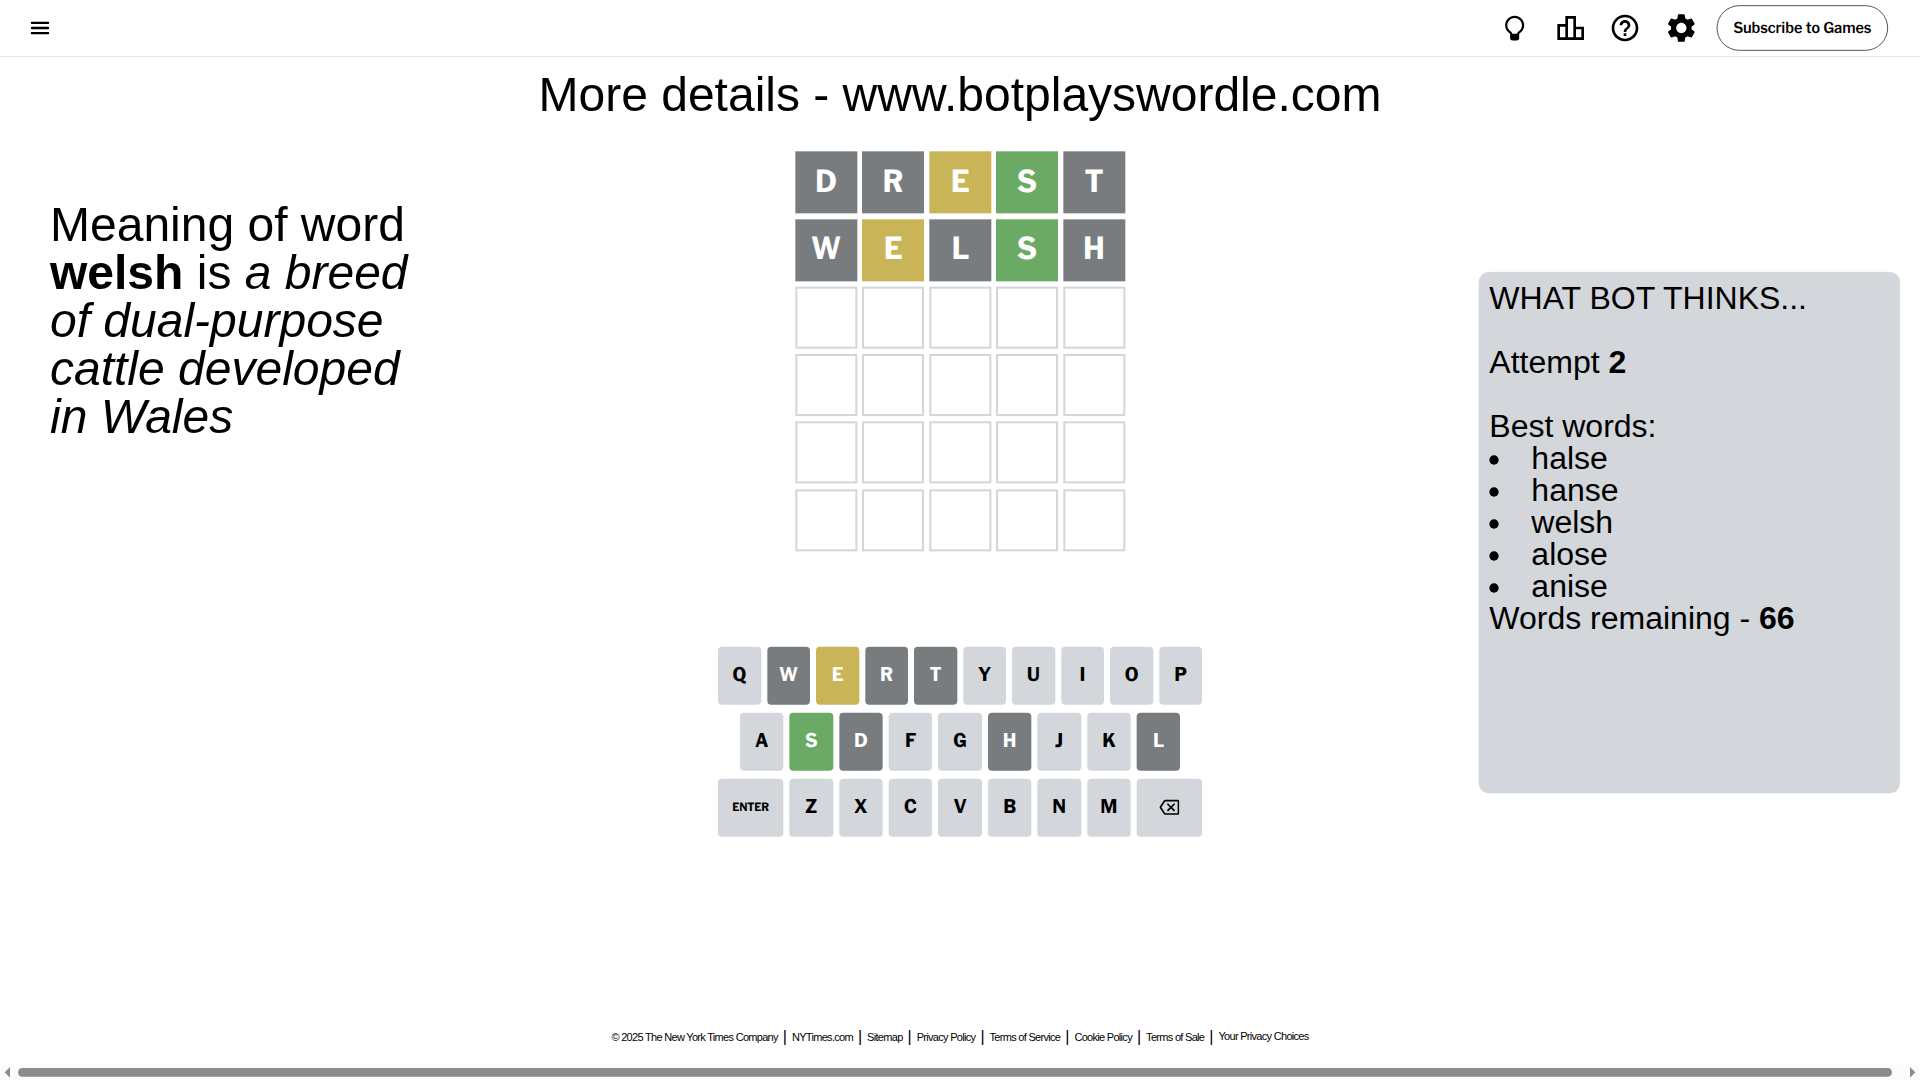 Subscribe to Games
More details - www.botplayswordle.com
Meaning of word
welsh is a breed
of dual-purpose
cattle developed
in Wales
D R E S T
W E L S H
WHAT BOT THINKS...
Attempt 2
Best words:
• halse
• hanse
• welsh
• alose
• anise
Words remaining - 66
Q W E R T Y U I O P
A S D F G H J K L
ENTER Z X C V B N M
© 2025 The New York Times Company | NYTimes.com | Sitemap | Privacy Policy | Terms of Service | Cookie Policy | Terms of Sale | Your Privacy Choices